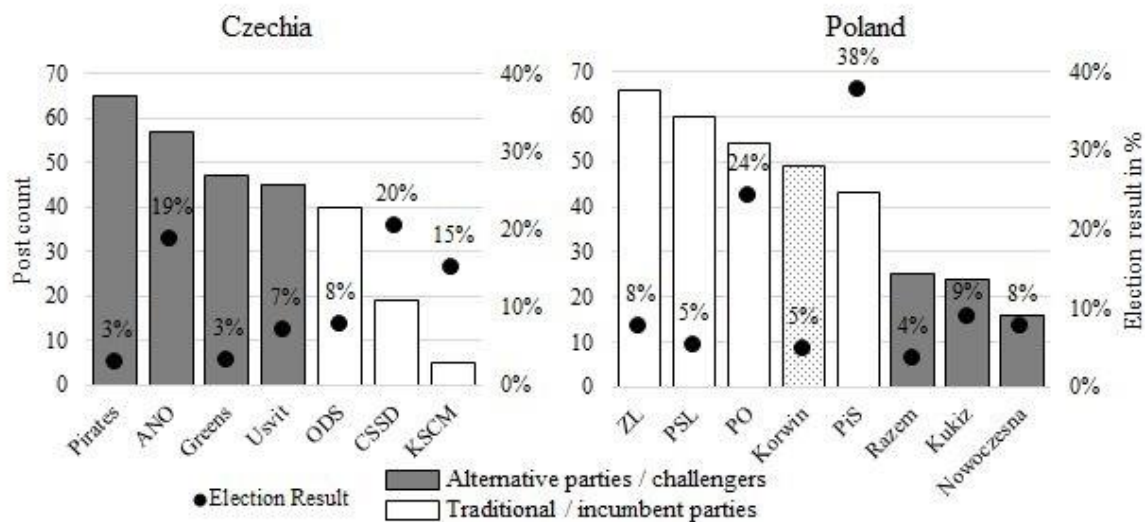 Czechia
Poland
Post count
70
60
50
40
30
20
10
0
40%
30%
20%
10%
0%
3%
19%
3%
7%
8%
20%
15%
Pirates
ANO
Greens
Usvit
ODS
CSSD
KSCM
70
60
50
40
30
20
10
0
40%
30%
20%
10%
0%
8%
5%
24%
5%
38%
4%
9%
8%
ZL
PSL
PO
Korwin
PiS
Razem
Kukiz
Nowoczesna
Election result in %
Election Result
Alternative parties / challengers
Traditional / incumbent parties